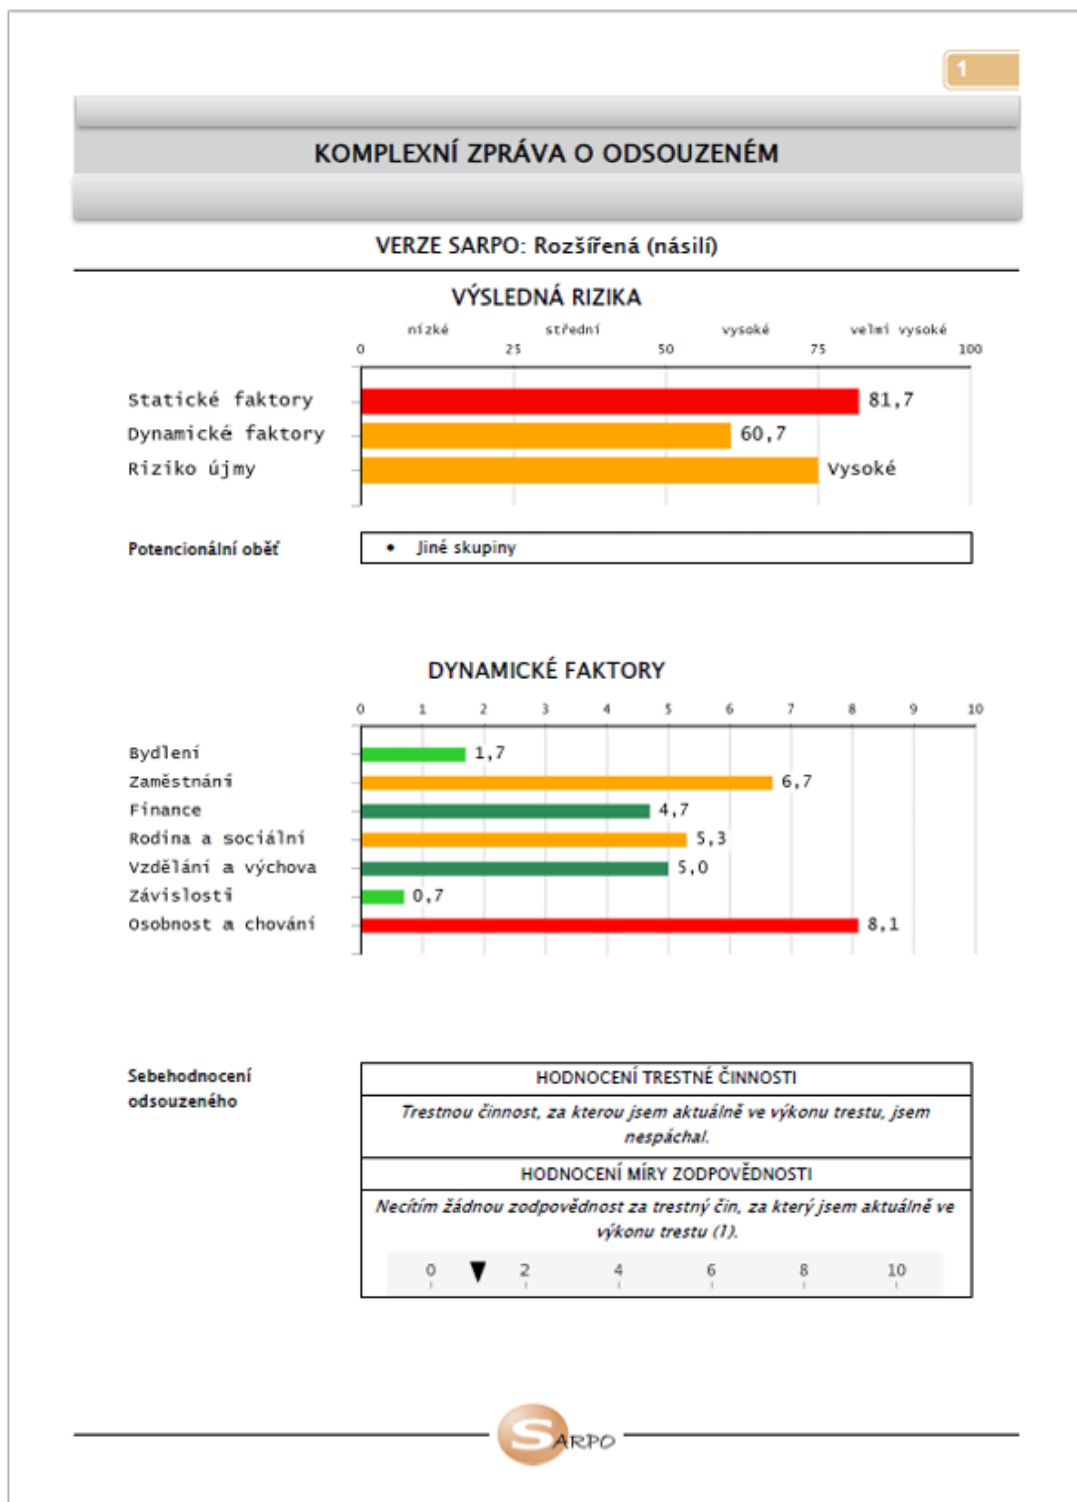 1
KOMPLEXNÍ ZPRÁVA O ODSOUZENÉM
VERZE SARPO: Rozšířená (násilí)
VÝSLEDNÁ RIZIKA
nízké střední vysoké velmi vysoké
0 25 50 75 100
Statické faktory 81,7
Dynamické faktory 60,7
Riziko újmy Vysoké
Potencionální oběť • Jiné skupiny
DYNAMICKÉ FAKTORY
0 1 2 3 4 5 6 7 8 9 10
Bydlení 1,7
Zaměstnání 6,7
Finance 4,7
Rodina a sociální 5,3
Vzdělání a výchova 5,0
Závislosti 0,7
Osobnost a chování 8,1
Sebehodnocení
odsouzeného
HODNOCENÍ TRESTNÉ ČINNOSTI
Trestnou činnost, za kterou jsem aktuálně ve výkonu trestu, jsem
nespáchal.
HODNOCENÍ MÍRY ZODPOVĚDNOSTI
Necítím žádnou zodpovědnost za trestný čin, za který jsem aktuálně ve
výkonu trestu (1).
0 2 4 6 8 10
SARPO